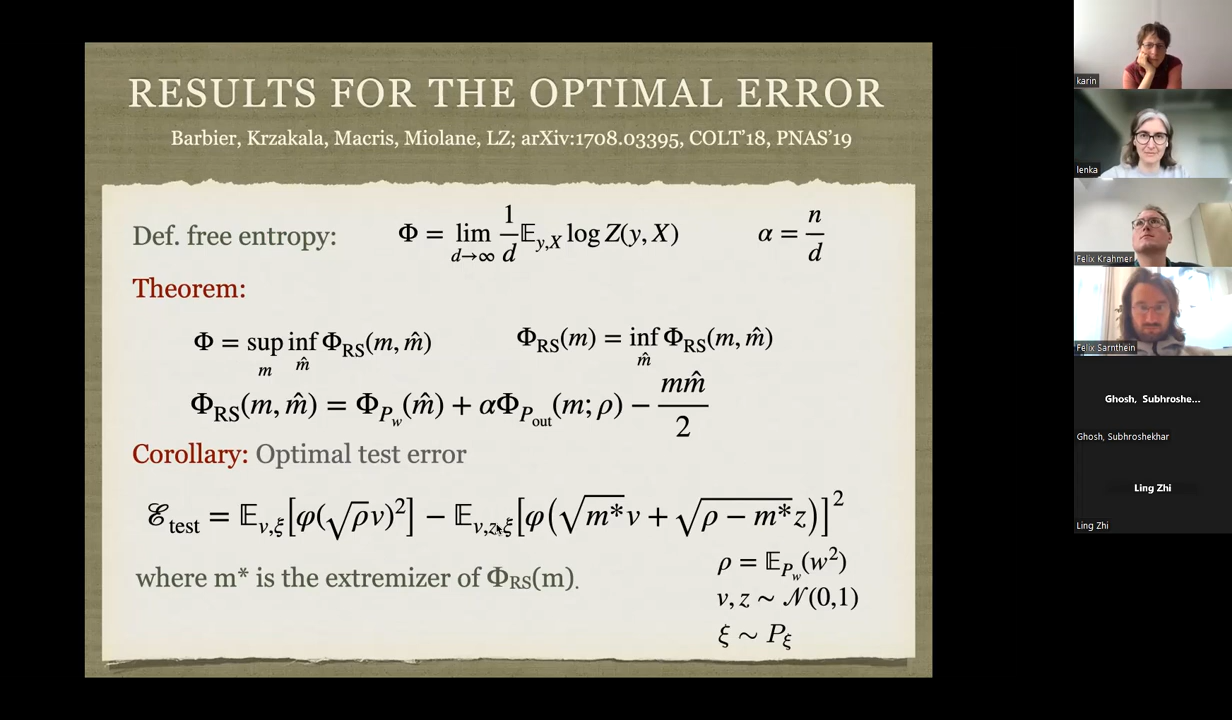 RESULTS FOR THE OPTIMAL ERROR
Barbier, Krzakala, Macris, Miolane, LZ; arXiv:1708.03395, COLT'18, PNAS'19
Def. free entropy: Φ = lim_{d→∞} 1/d 𝔼_{y,X} log Z(y, X) α = n/d
Theorem:
Φ = sup_m inf_m̂ Φ_RS(m, m̂) Φ_RS(m) = inf_m̂ Φ_RS(m, m̂)
Φ_RS(m, m̂) = Φ_{P_w}(m̂) + αΦ_{P_out}(m; ρ) − mm̂/2
Corollary: Optimal test error
ℰ_test = 𝔼_{v,ξ}[φ(√ρv)²] − 𝔼_{v,z,ξ}[φ(√m*v + √(ρ − m*)z)]²
where m* is the extremizer of Φ_RS(m).
ρ = 𝔼_{P_w}(w²)
v, z ∼ 𝒩(0,1)
ξ ∼ P_ξ
karin
lenka
Felix Krahmer
Felix Sarnthein
Ghosh, Subhroshe...
Ghosh, Subhroshekhar
Ling Zhi
Ling Zhi